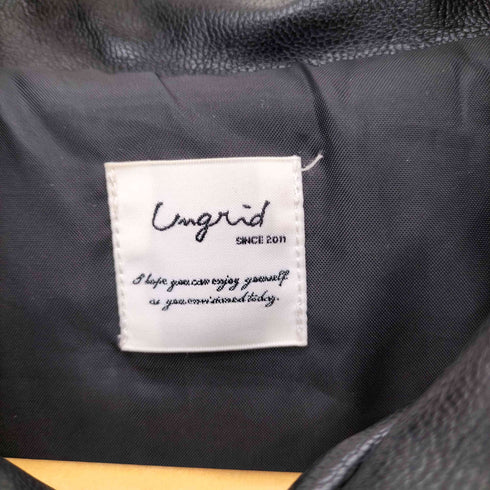 Ungrid
SINCE 2011
I hope you can enjoy yourself
as you envisioned today.